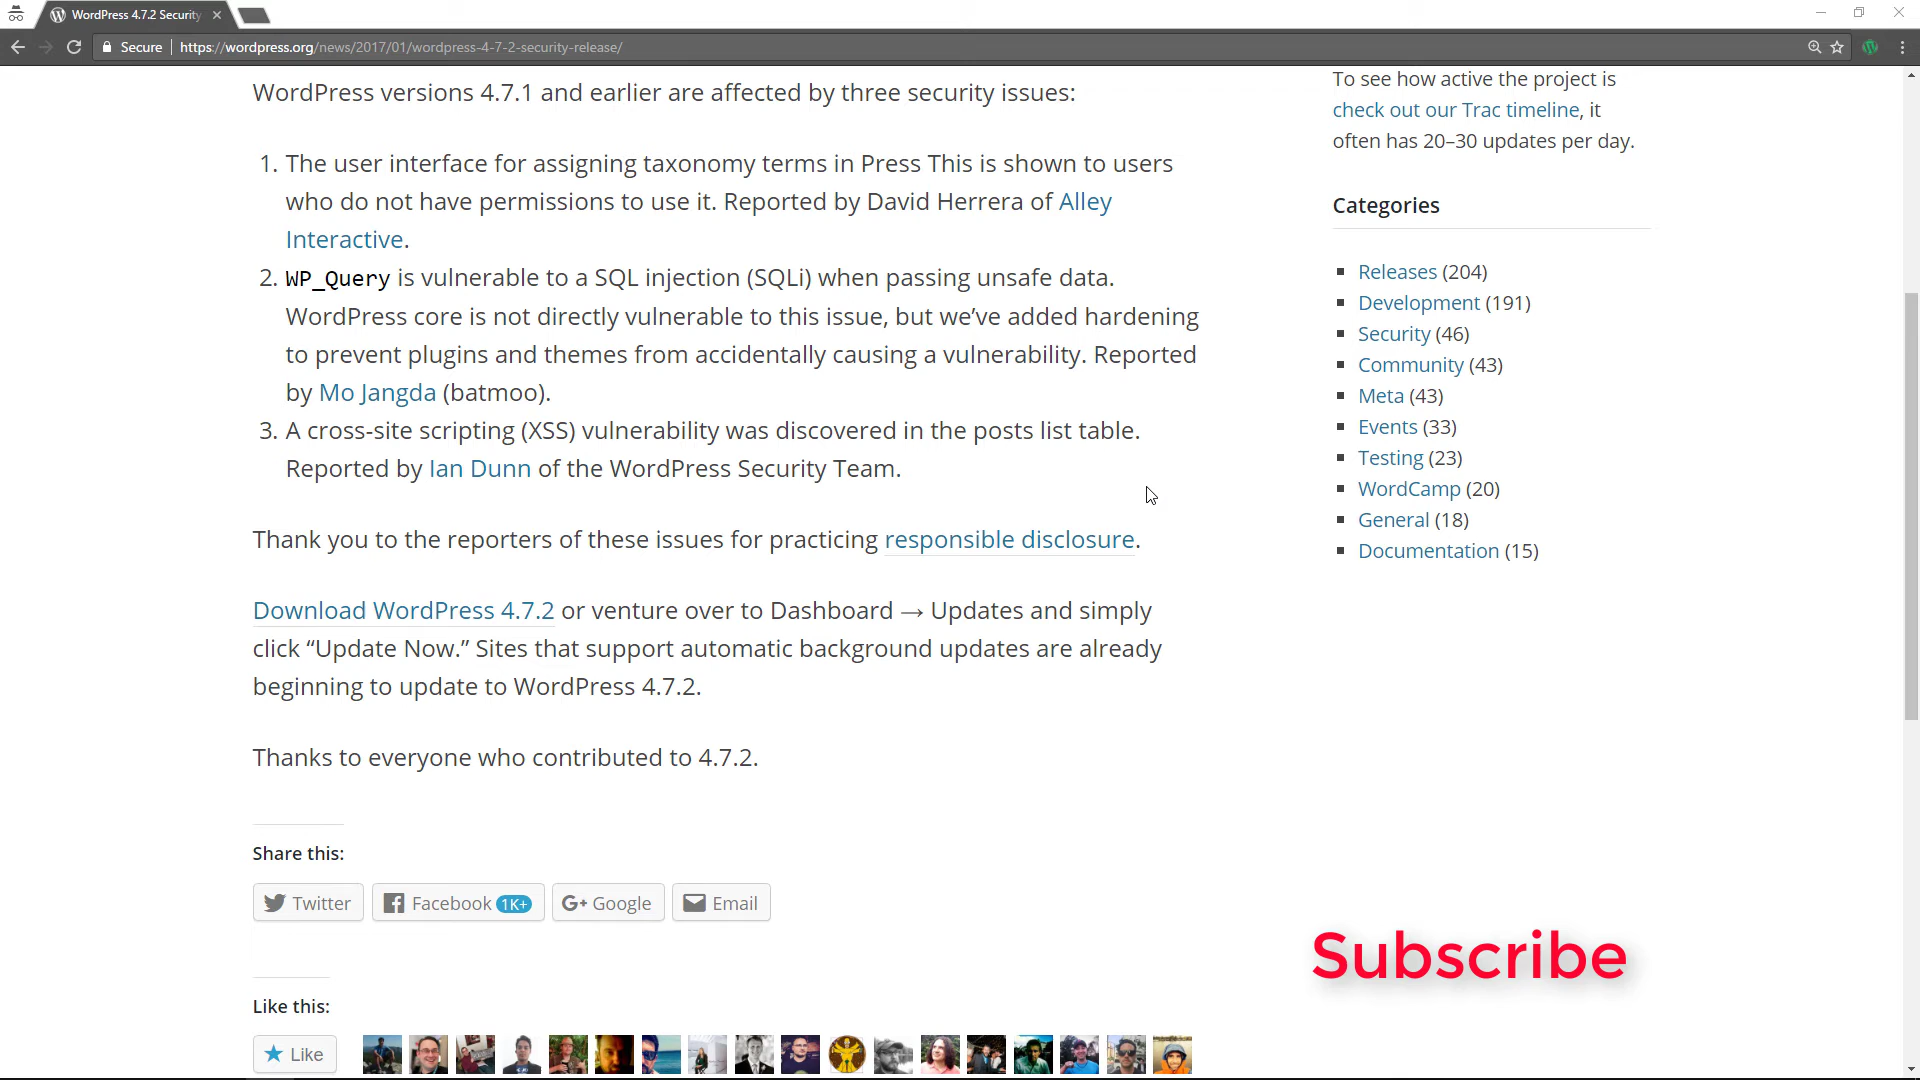 WordPress 4.7.2 Security
Secure https://wordpress.org/news/2017/01/wordpress-4-7-2-security-release/
WordPress versions 4.7.1 and earlier are affected by three security issues:
1. The user interface for assigning taxonomy terms in Press This is shown to users
who do not have permissions to use it. Reported by David Herrera of Alley
Interactive.
2. WP_Query is vulnerable to a SQL injection (SQLi) when passing unsafe data.
WordPress core is not directly vulnerable to this issue, but we’ve added hardening
to prevent plugins and themes from accidentally causing a vulnerability. Reported
by Mo Jangda (batmoo).
3. A cross-site scripting (XSS) vulnerability was discovered in the posts list table.
Reported by Ian Dunn of the WordPress Security Team.
Thank you to the reporters of these issues for practicing responsible disclosure.
Download WordPress 4.7.2 or venture over to Dashboard → Updates and simply
click “Update Now.” Sites that support automatic background updates are already
beginning to update to WordPress 4.7.2.
Thanks to everyone who contributed to 4.7.2.
Share this:
Twitter Facebook 1K+ G+ Google Email
Like this:
Like
To see how active the project is
check out our Trac timeline, it
often has 20–30 updates per day.
Categories
Releases (204)
Development (191)
Security (46)
Community (43)
Meta (43)
Events (33)
Testing (23)
WordCamp (20)
General (18)
Documentation (15)
Subscribe